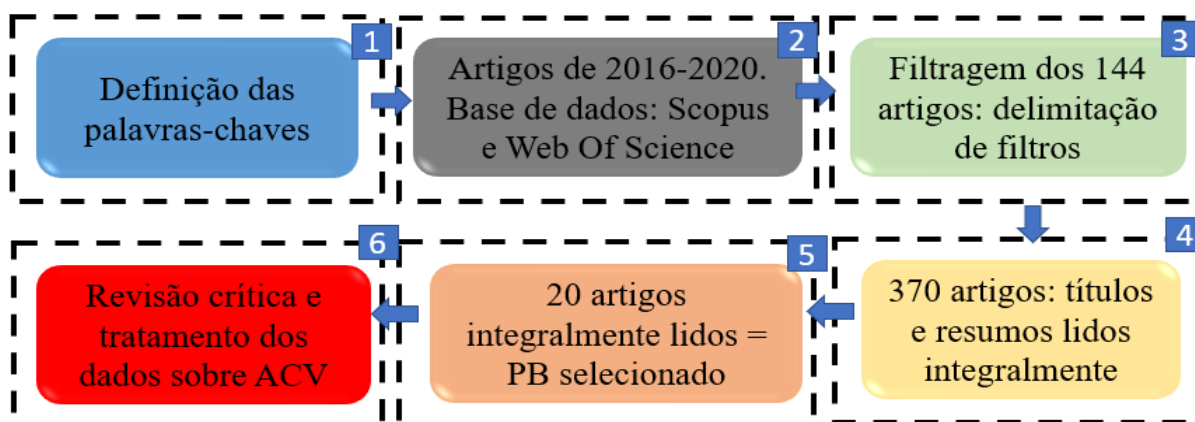 1
Definição das
palavras-chaves
2
Artigos de 2016-2020.
Base de dados: Scopus
e Web Of Science
3
Filtragem dos 144
artigos: delimitação
de filtros
4
370 artigos: títulos
e resumos lidos
integralmente
5
20 artigos
integralmente lidos =
PB selecionado
6
Revisão crítica e
tratamento dos
dados sobre ACV